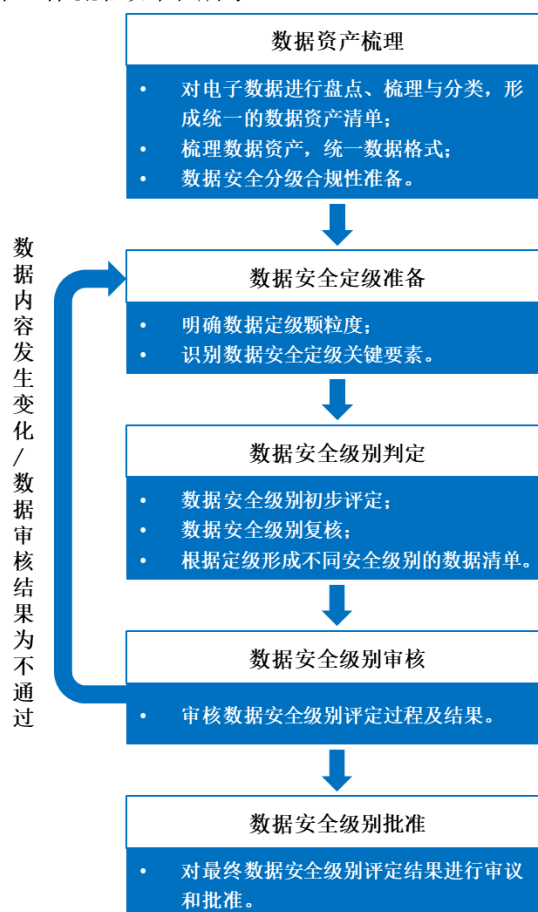 数据资产梳理
• 对电子数据进行盘点、梳理与分类，形
成统一的数据资产清单；
• 梳理数据资产，统一数据格式；
• 数据安全分级合规性准备。
数据安全定级准备
• 明确数据定级颗粒度；
• 识别数据安全定级关键要素。
数据安全级别判定
• 数据安全级别初步评定；
• 数据安全级别复核；
• 根据定级形成不同安全级别的数据清单。
数据安全级别审核
• 审核数据安全级别评定过程及结果。
数据安全级别批准
• 对最终数据安全级别评定结果进行审议
和批准。
数据内容发生变化/数据审核结果为不通过